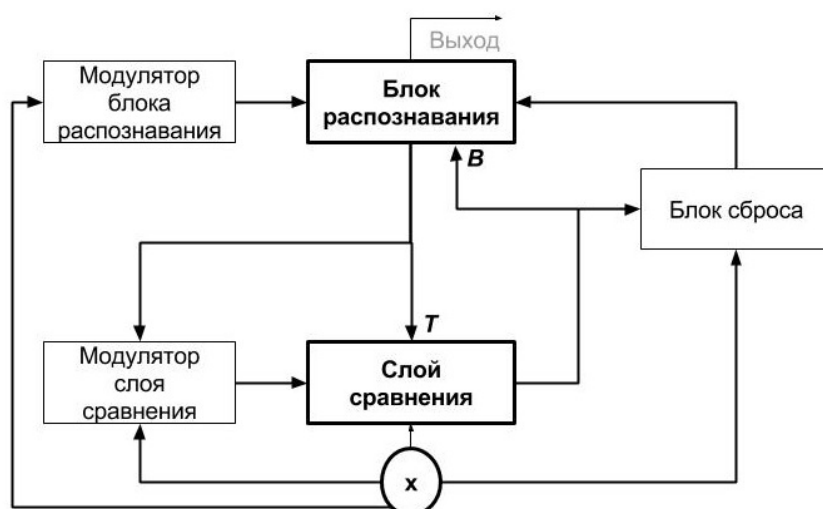 Выход
Модулятор
блока
распознавания
Блок
распознавания
B
Блок сброса
T
Модулятор
слоя
сравнения
Слой
сравнения
x